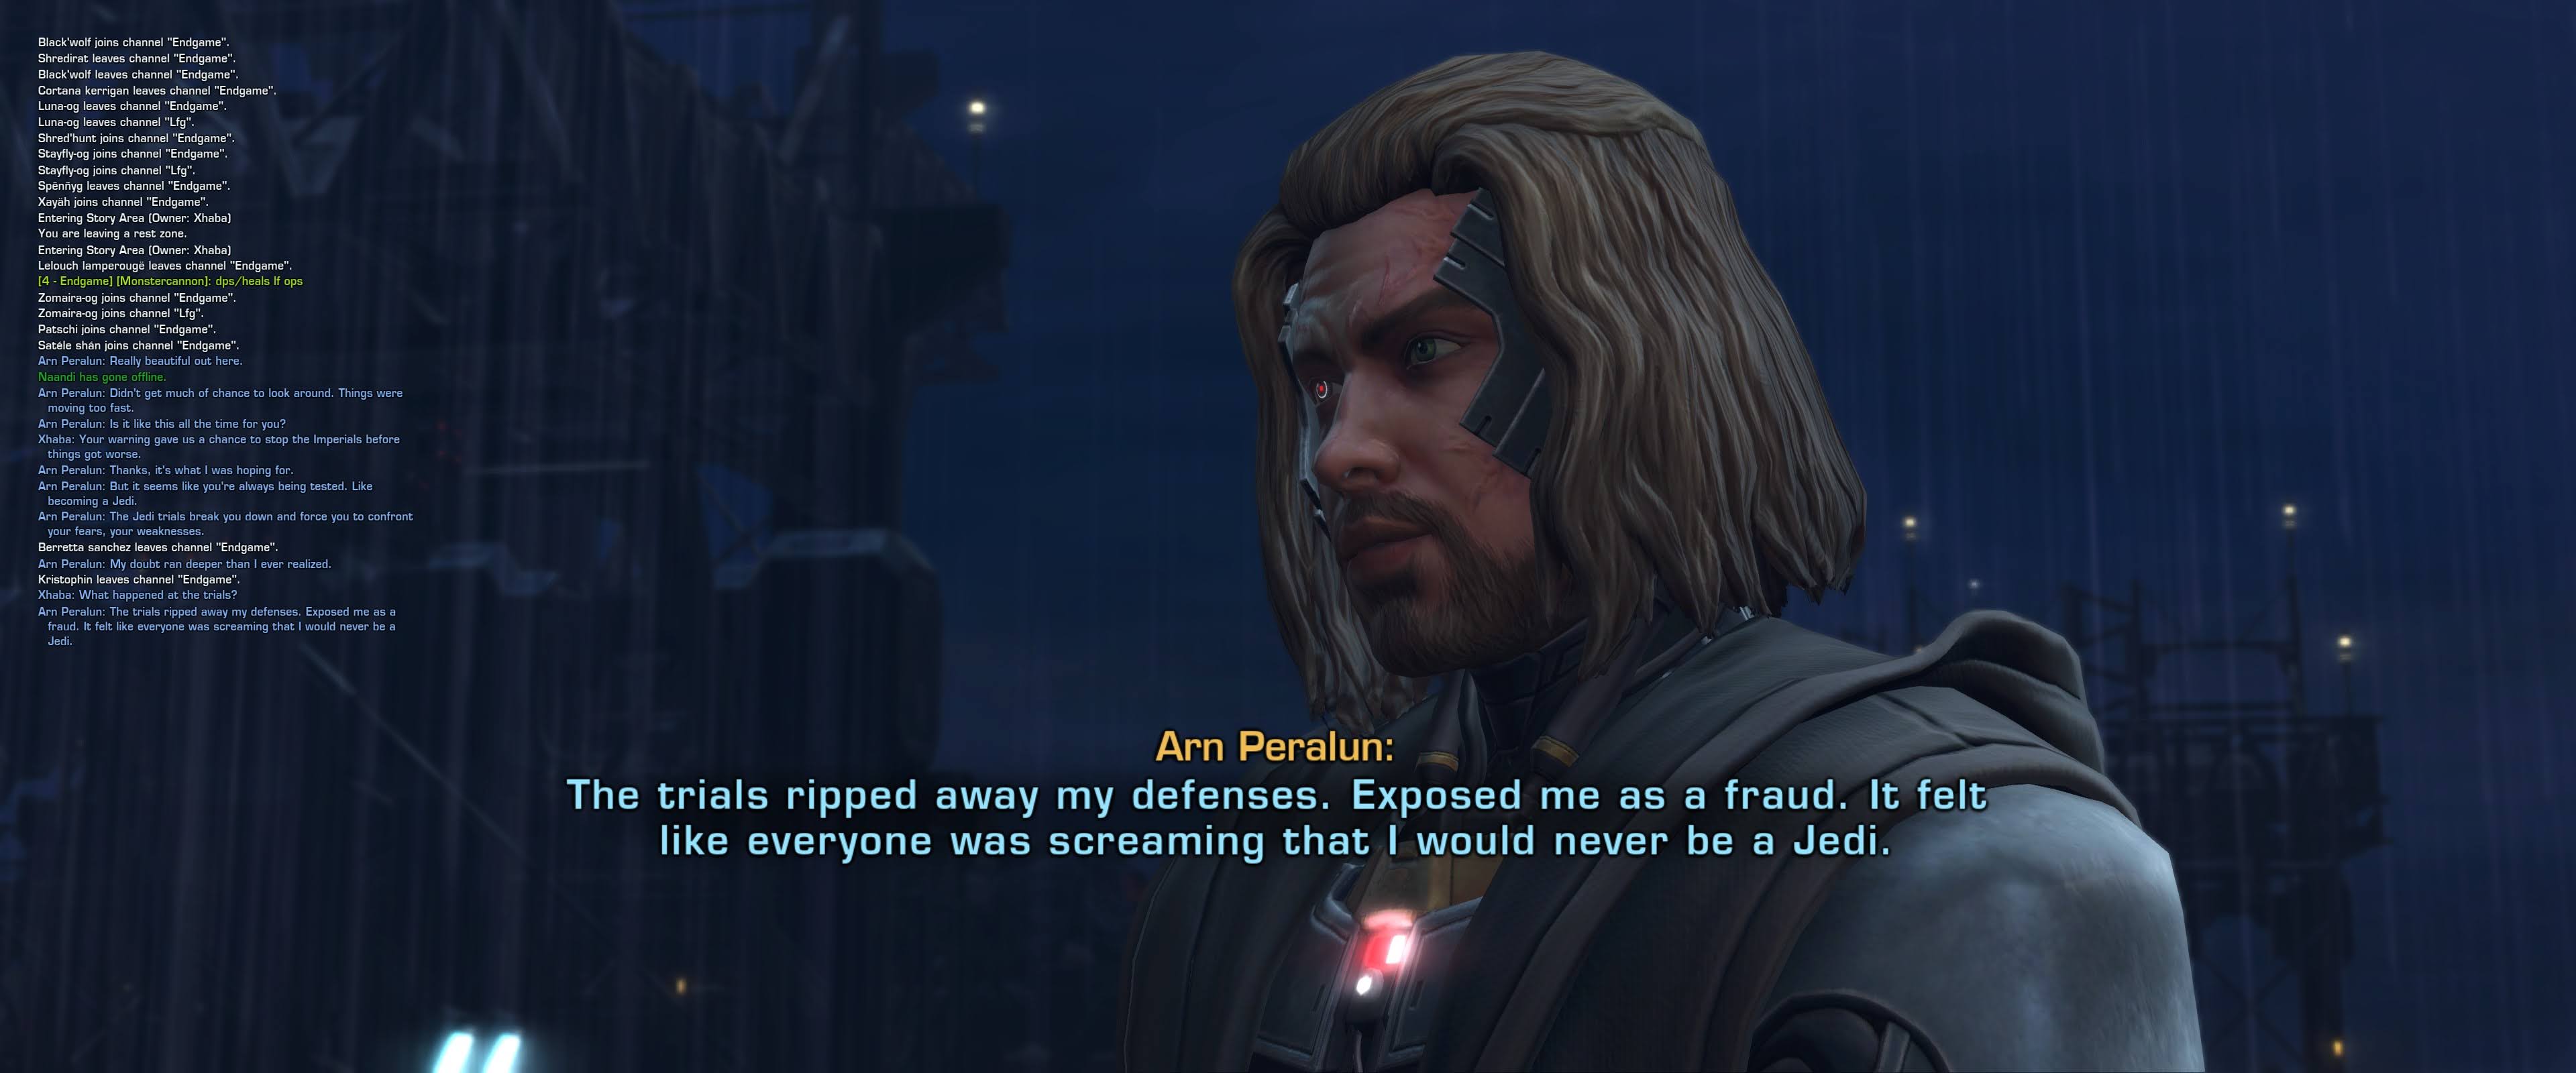 Black'wolf joins channel "Endgame".
Shredirat leaves channel "Endgame".
Black'wolf leaves channel "Endgame".
Cortana kerrigan leaves channel "Endgame".
Luna-og leaves channel "Endgame".
Luna-og leaves channel "Lfg".
Shred'hunt joins channel "Endgame".
Stayfly-og joins channel "Endgame".
Stayfly-og joins channel "Lfg".
Spênñyg leaves channel "Endgame".
Xayäh joins channel "Endgame".
Entering Story Area (Owner: Xhaba)
You are leaving a rest zone.
Entering Story Area (Owner: Xhaba)
Lelouch lamperougë leaves channel "Endgame".
[4 - Endgame] [Monstercannon]: dps/heals lf ops
Zomaira-og joins channel "Endgame".
Zomaira-og joins channel "Lfg".
Patschi joins channel "Endgame".
Satéle shán joins channel "Endgame".
Arn Peralun: Really beautiful out here.
Naandi has gone offline.
Arn Peralun: Didn't get much of chance to look around. Things were
moving too fast.
Arn Peralun: Is it like this all the time for you?
Xhaba: Your warning gave us a chance to stop the Imperials before
things got worse.
Arn Peralun: Thanks, it's what I was hoping for.
Arn Peralun: But it seems like you're always being tested. Like
becoming a Jedi.
Arn Peralun: The Jedi trials break you down and force you to confront
your fears, your weaknesses.
Berretta sanchez leaves channel "Endgame".
Arn Peralun: My doubt ran deeper than I ever realized.
Kristophin leaves channel "Endgame".
Xhaba: What happened at the trials?
Arn Peralun: The trials ripped away my defenses. Exposed me as a
fraud. It felt like everyone was screaming that I would never be a
Jedi.
Arn Peralun:
The trials ripped away my defenses. Exposed me as a fraud. It felt
like everyone was screaming that I would never be a Jedi.